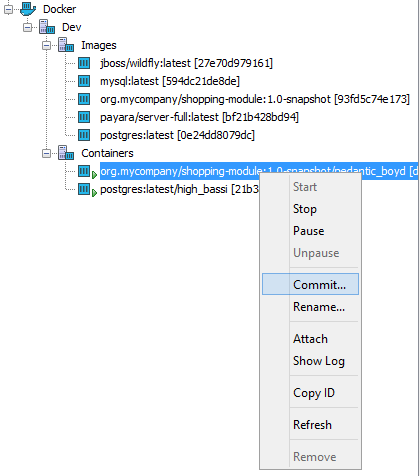 Docker
Dev
Images
jboss/wildfly:latest [27e70d979161]
mysql:latest [594dc21de8de]
org.mycompany/shopping-module:1.0-snapshot [93fd5c74e173]
payara/server-full:latest [bf21b428bd94]
postgres:latest [0e24dd8079dc]
Containers
org.mycompany/shopping-module:1.0-snapshot/pedantic_boyd [d
postgres:latest/high_bassi [21b3
Start
Stop
Pause
Unpause
Commit...
Rename...
Attach
Show Log
Copy ID
Refresh
Remove